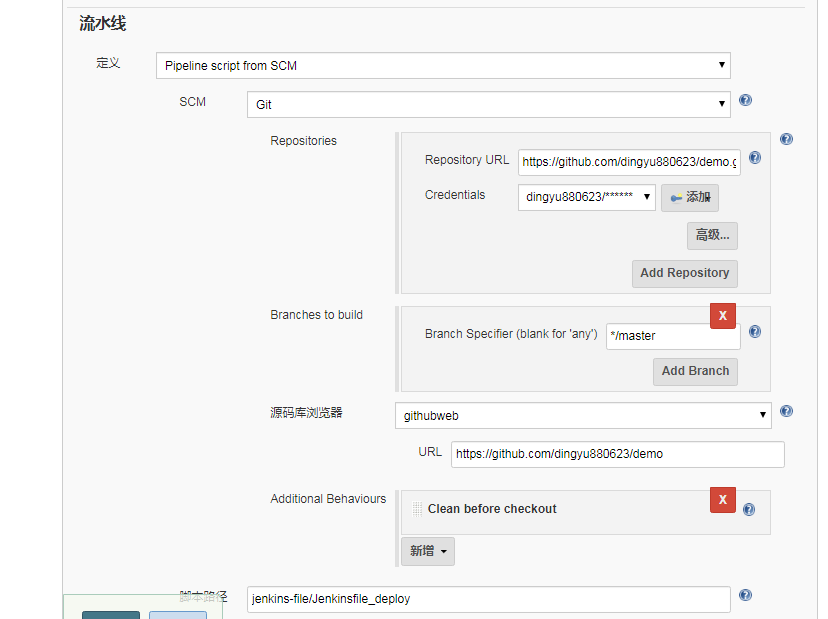 流水线
定义
Pipeline script from SCM
SCM
Git
Repositories
Repository URL
https://github.com/dingyu880623/demo.g
Credentials
dingyu880623/******
添加
高级...
Add Repository
Branches to build
X
Branch Specifier (blank for 'any')
*/master
Add Branch
源码库浏览器
githubweb
URL
https://github.com/dingyu880623/demo
Additional Behaviours
X
Clean before checkout
新增
脚本路径
jenkins-file/Jenkinsfile_deploy